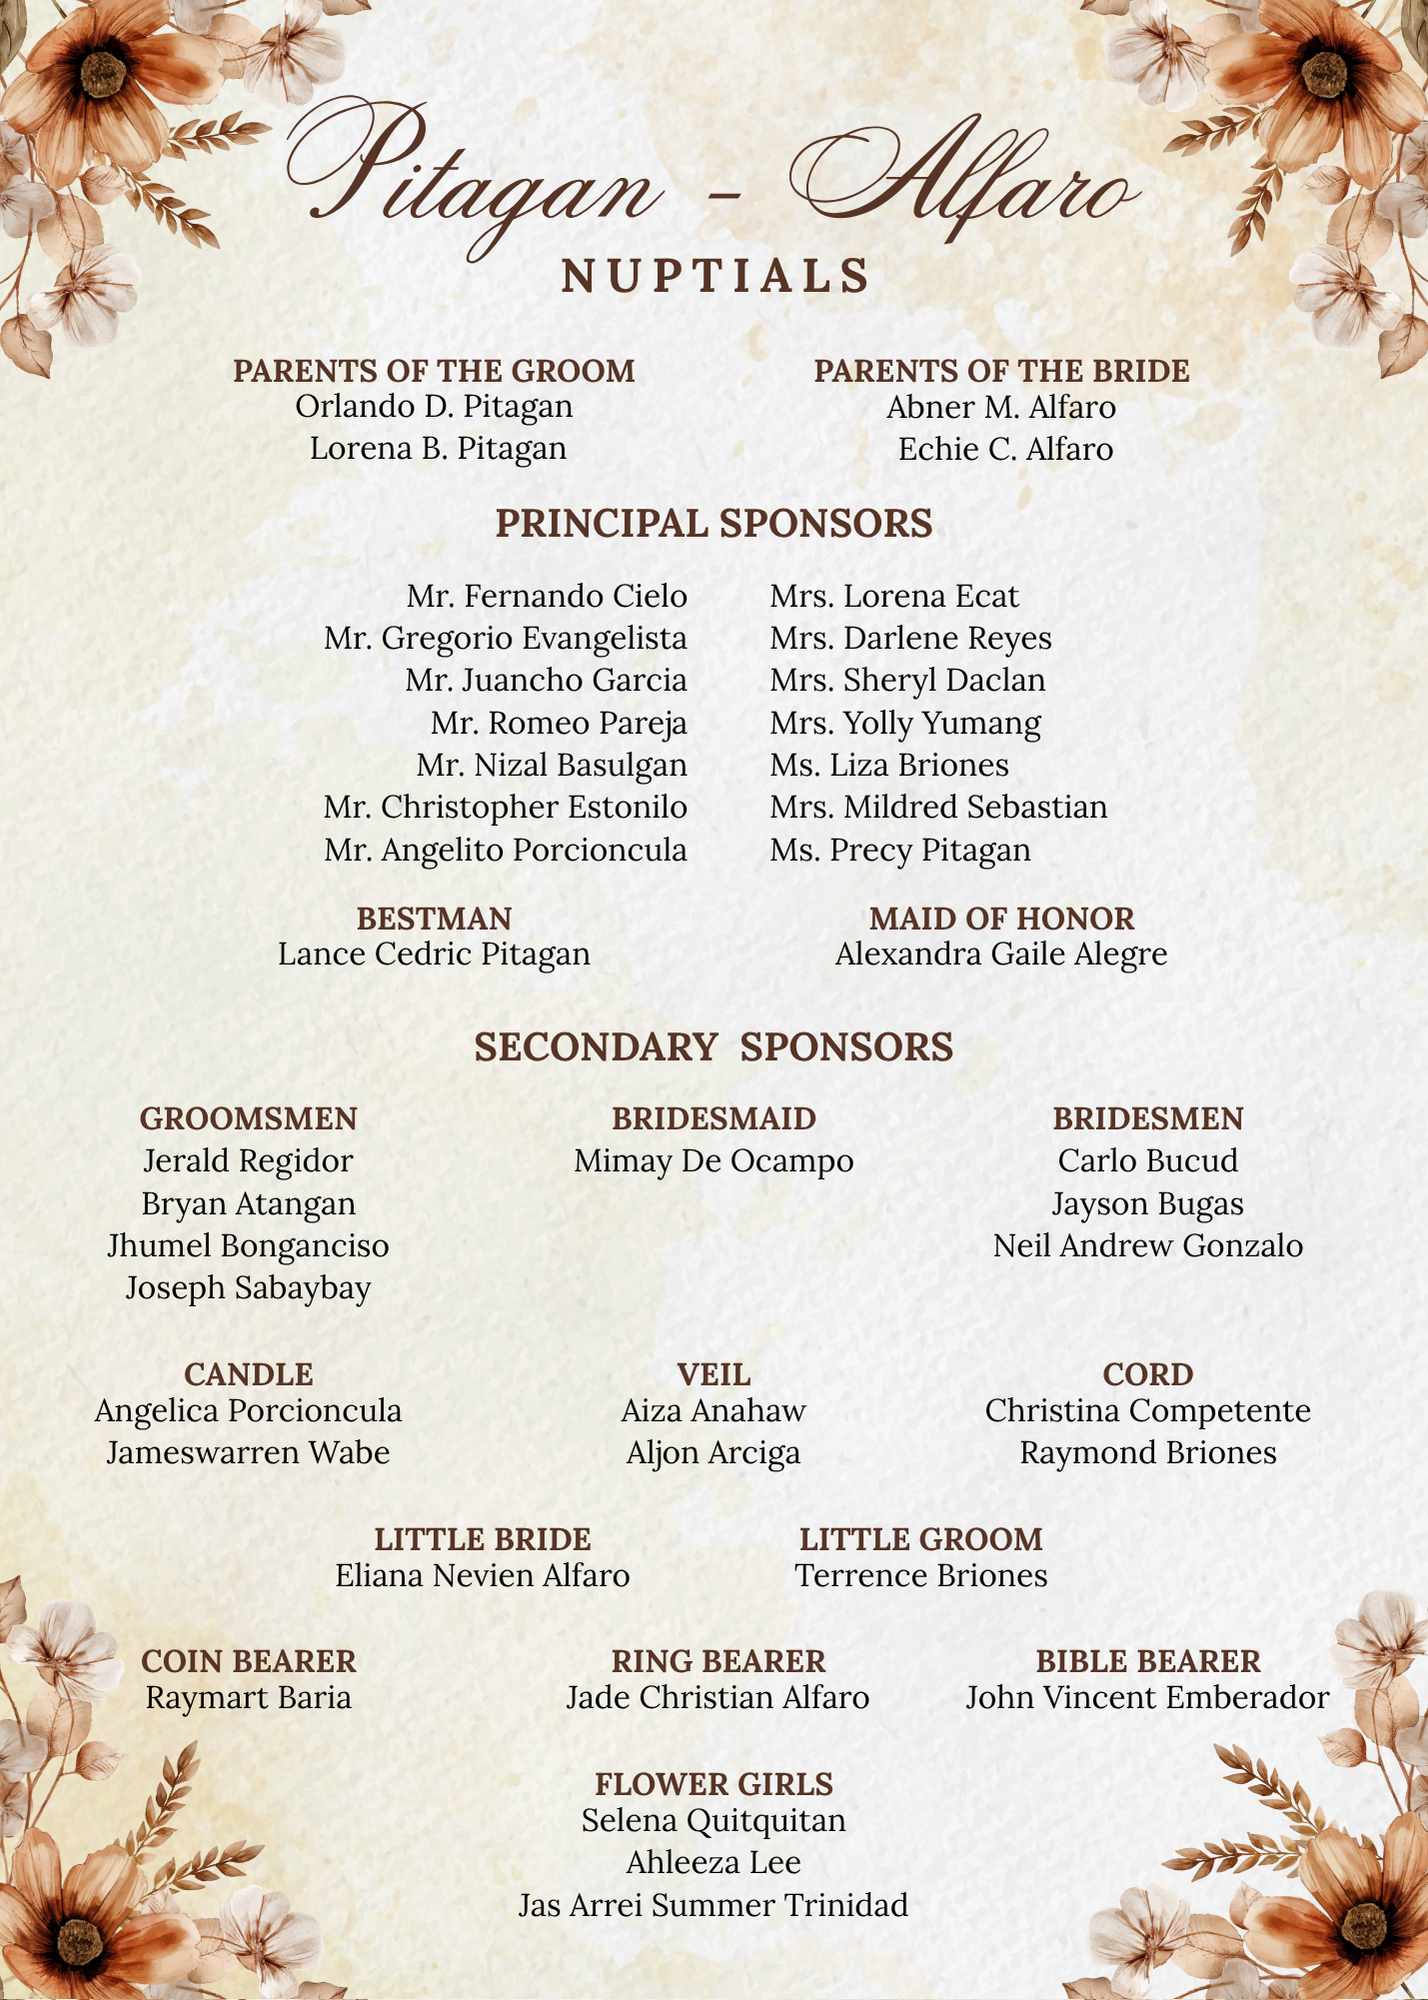 Pitagan - Alfaro
NUPTIALS
PARENTS OF THE GROOM
Orlando D. Pitagan
Lorena B. Pitagan
PARENTS OF THE BRIDE
Abner M. Alfaro
Echie C. Alfaro
PRINCIPAL SPONSORS
Mr. Fernando Cielo
Mr. Gregorio Evangelista
Mr. Juancho Garcia
Mr. Romeo Pareja
Mr. Nizal Basulgan
Mr. Christopher Estonilo
Mr. Angelito Porcioncula
Mrs. Lorena Ecat
Mrs. Darlene Reyes
Mrs. Sheryl Daclan
Mrs. Yolly Yumang
Ms. Liza Briones
Mrs. Mildred Sebastian
Ms. Precy Pitagan
BESTMAN
Lance Cedric Pitagan
MAID OF HONOR
Alexandra Gaile Alegre
SECONDARY SPONSORS
GROOMSMEN
Jerald Regidor
Bryan Atangan
Jhumel Bonganciso
Joseph Sabaybay
BRIDESMAID
Mimay De Ocampo
BRIDESMEN
Carlo Bucud
Jayson Bugas
Neil Andrew Gonzalo
CANDLE
Angelica Porcioncula
Jameswarren Wabe
VEIL
Aiza Anahaw
Aljon Arciga
CORD
Christina Competente
Raymond Briones
LITTLE BRIDE
Eliana Nevien Alfaro
LITTLE GROOM
Terrence Briones
COIN BEARER
Raymart Baria
RING BEARER
Jade Christian Alfaro
BIBLE BEARER
John Vincent Emberador
FLOWER GIRLS
Selena Quitquitan
Ahleeza Lee
Jas Arrei Summer Trinidad